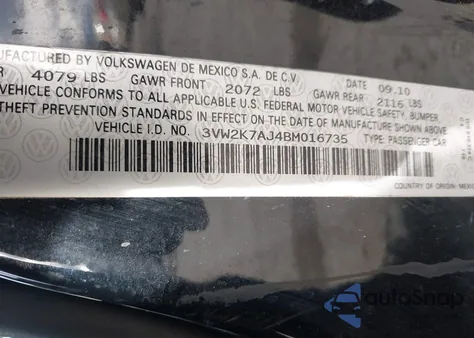 NUFACTURED BY VOLKSWAGEN DE MEXICO S.A. DE C.V.
R 4079 LBS GAWR FRONT 2072 LBS GAWR REAR 2116 LBS DATE 09.10
VEHICLE CONFORMS TO ALL APPLICABLE U.S. FEDERAL MOTOR VEHICLE SAFETY, BUMPER,
THEFT PREVENTION STANDARDS IN EFFECT ON THE DATE OF MANUFACTURE SHOWN ABOVE.
VEHICLE I.D. NO. 3VW2K7AJ4BM016735 TYPE PASSENGER CAR
COUNTRY OF ORIGIN: MEXIC
autoSnap